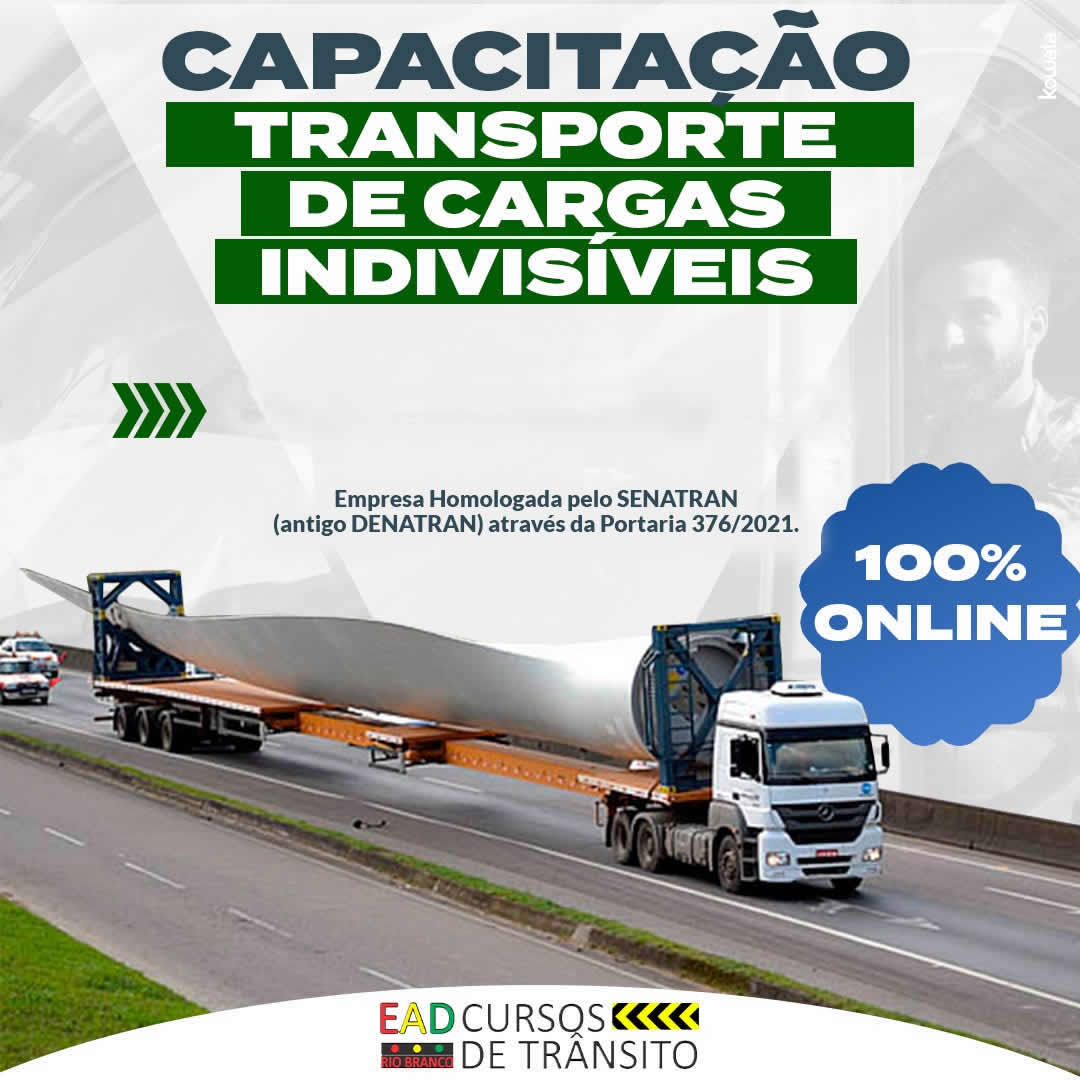 kowata
CAPACITAÇÃO
TRANSPORTE
DE CARGAS
INDIVISÍVEIS
Empresa Homologada pelo SENATRAN
(antigo DENATRAN) através da Portaria 376/2021.
100%
ONLINE
EAD CURSOS
RIO BRANCO DE TRÂNSITO